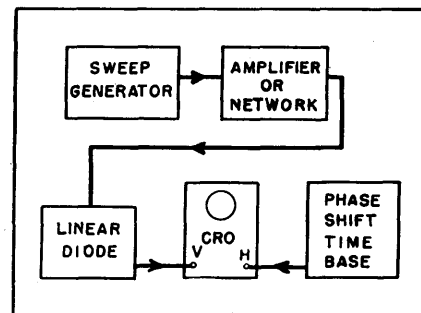 SWEEP
GENERATOR
AMPLIFIER
OR
NETWORK
LINEAR
DIODE
V
CRO
H
PHASE
SHIFT
TIME
BASE